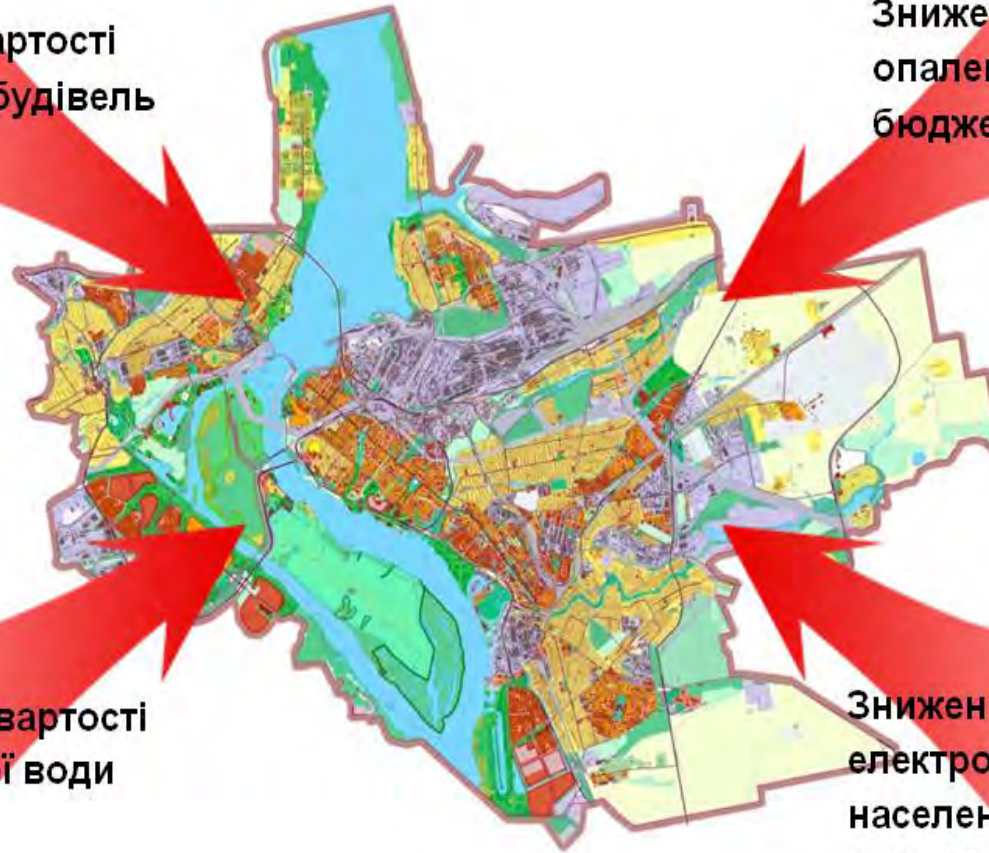 артості
будівель
Зниже
опален
бюдже
вартості
ї води
Знижен
електро
населен